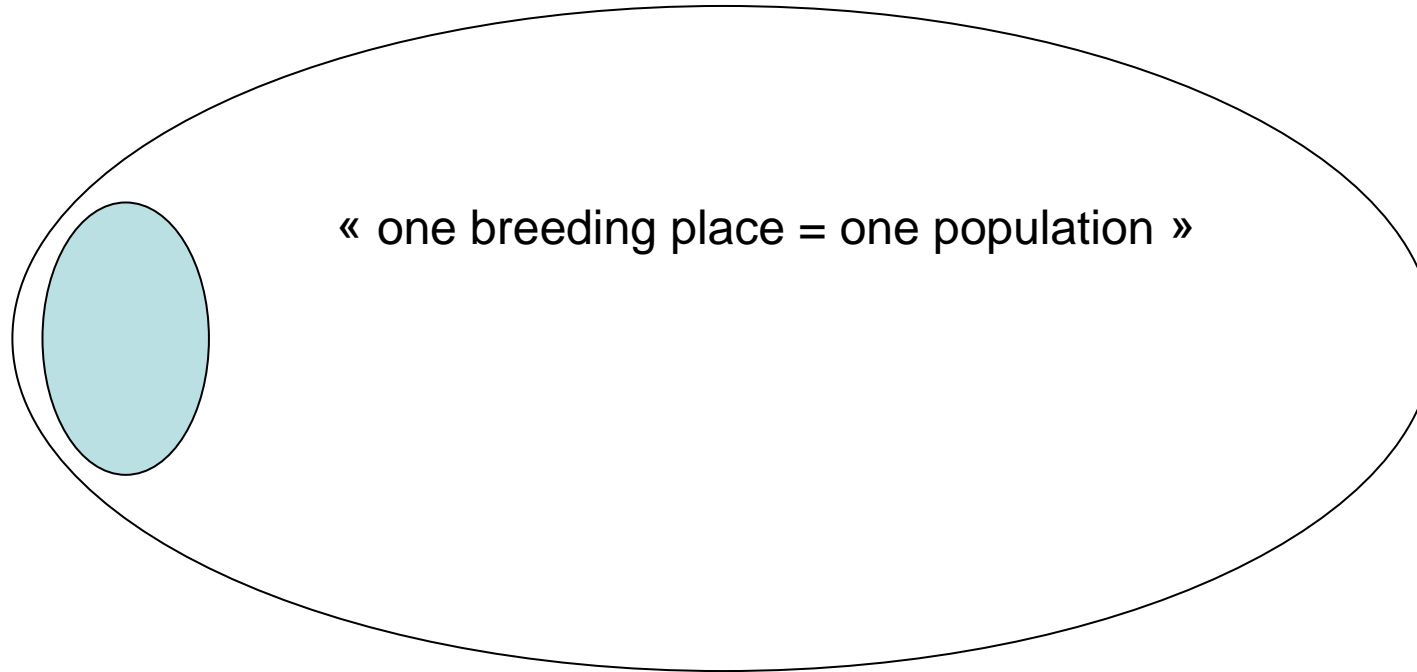 « one breeding place = one population »